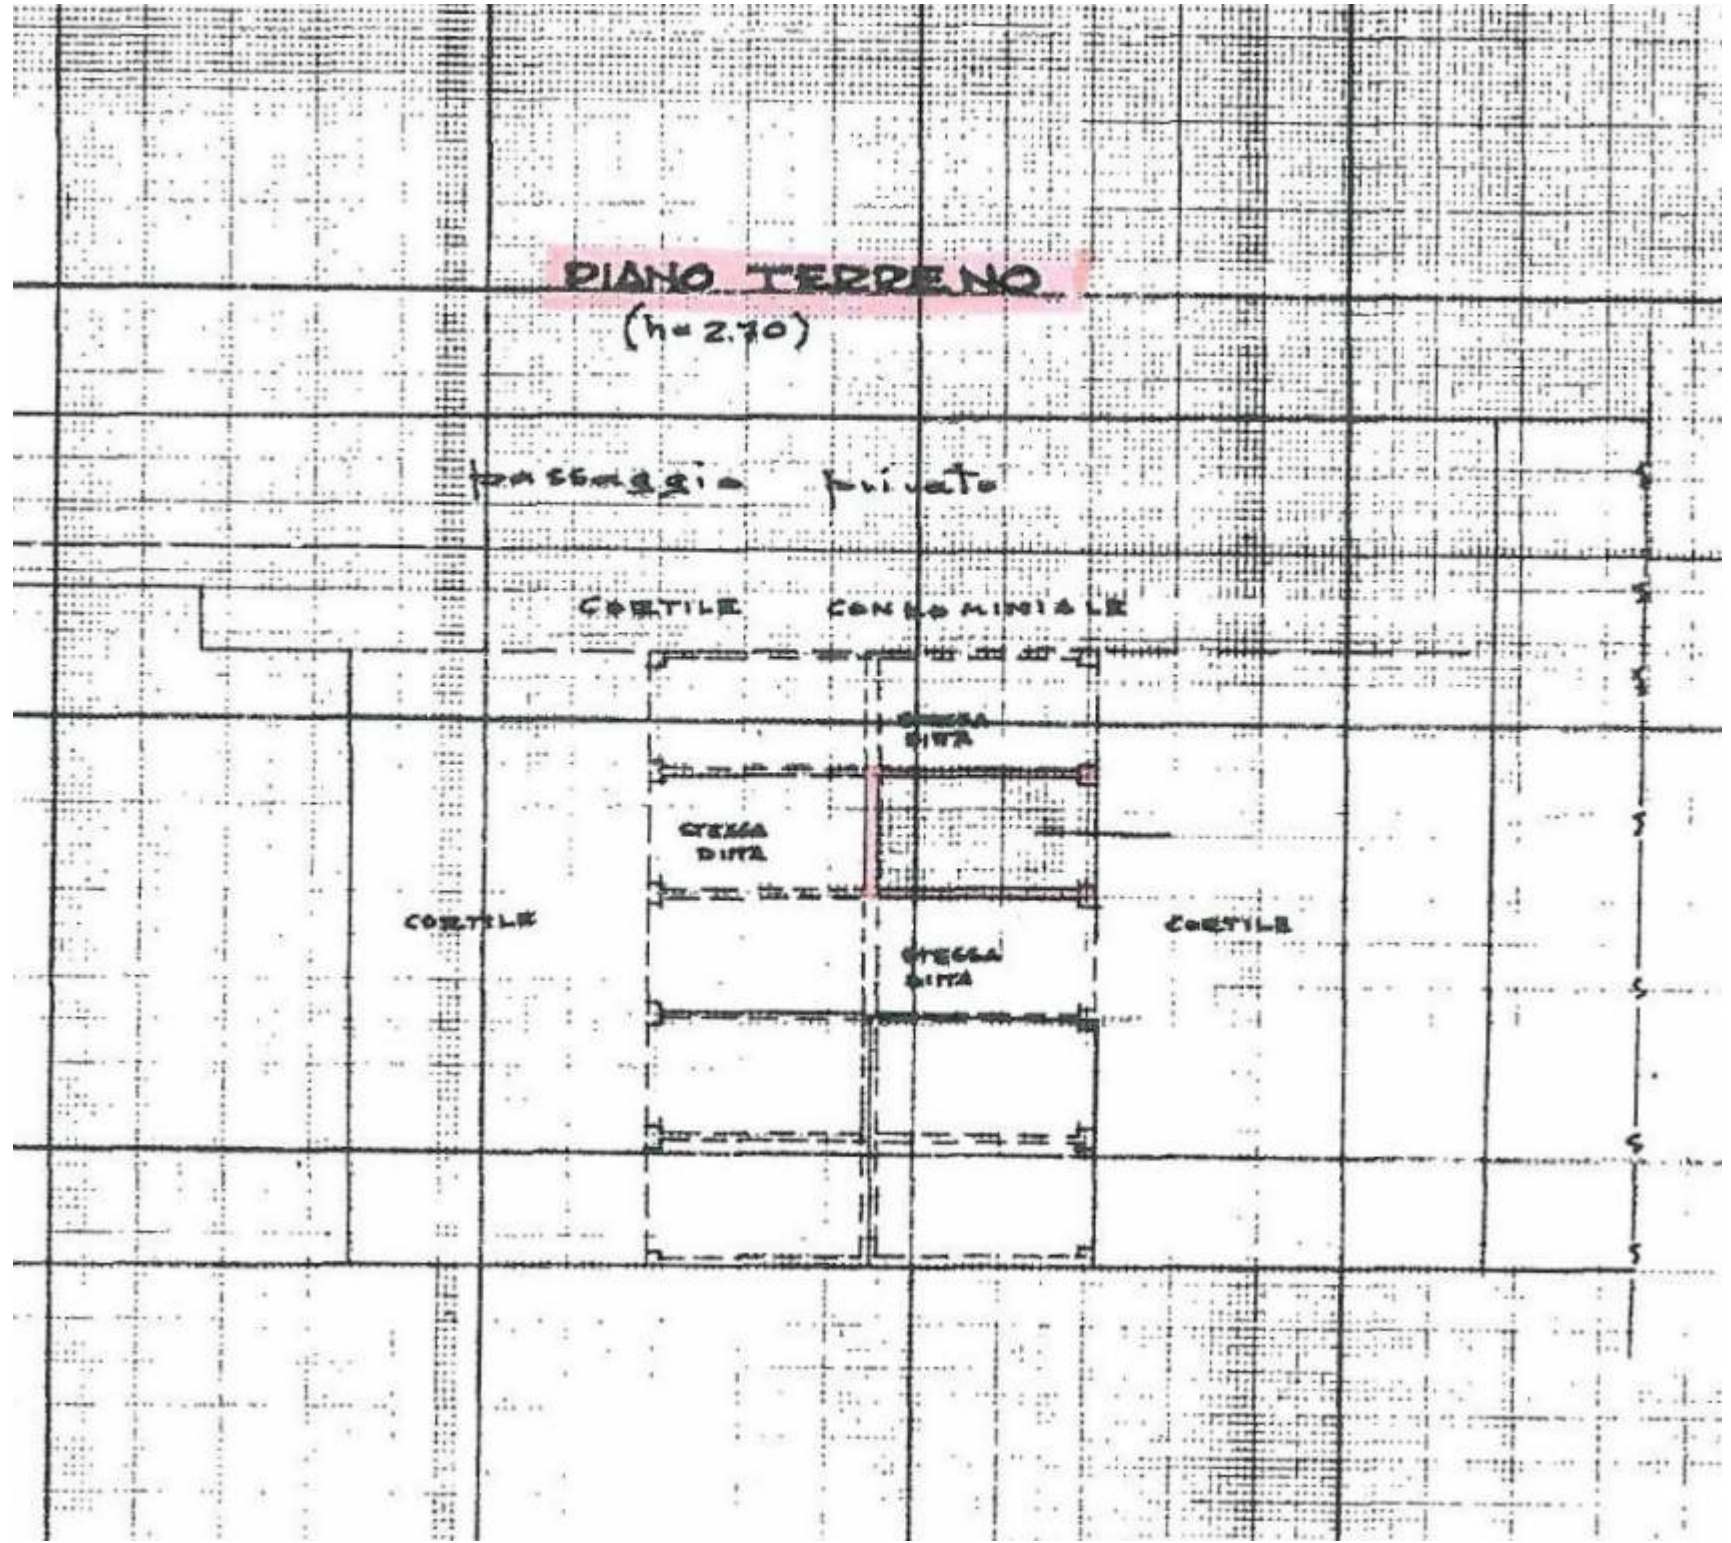 PIANO TERRENO
(h=2.70)
passaggio privato
CORTILE CONDOMINIALE
STESSA
DITTA
STESSA
DITTA
CORTILE
CORTILE
STESSA
DITTA
S
S
S
S
S
S
S